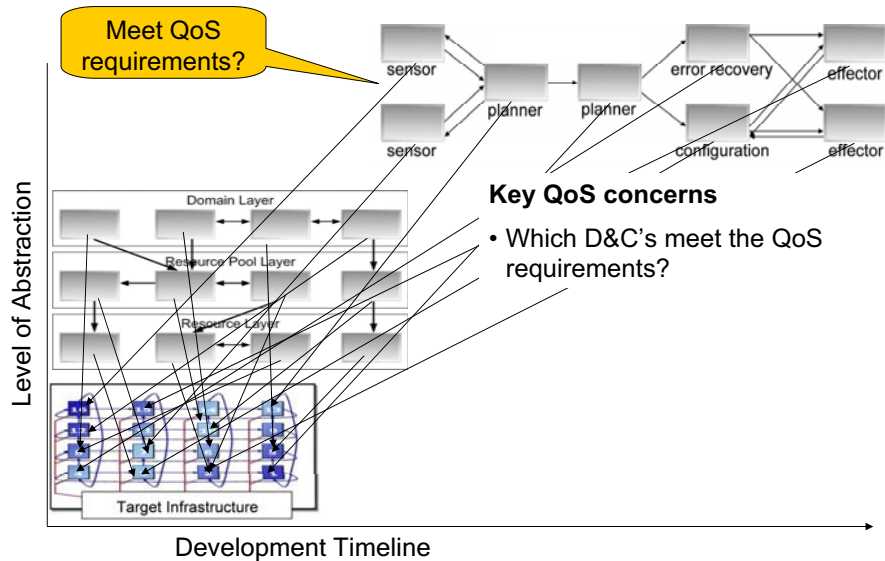 Meet QoS
requirements?
sensor
planner
planner
error recovery
effector
sensor
configuration
effector
Key QoS concerns
• Which D&C's meet the QoS
requirements?
Domain Layer
Resource Pool Layer
Resource Layer
Target Infrastructure
Level of Abstraction
Development Timeline